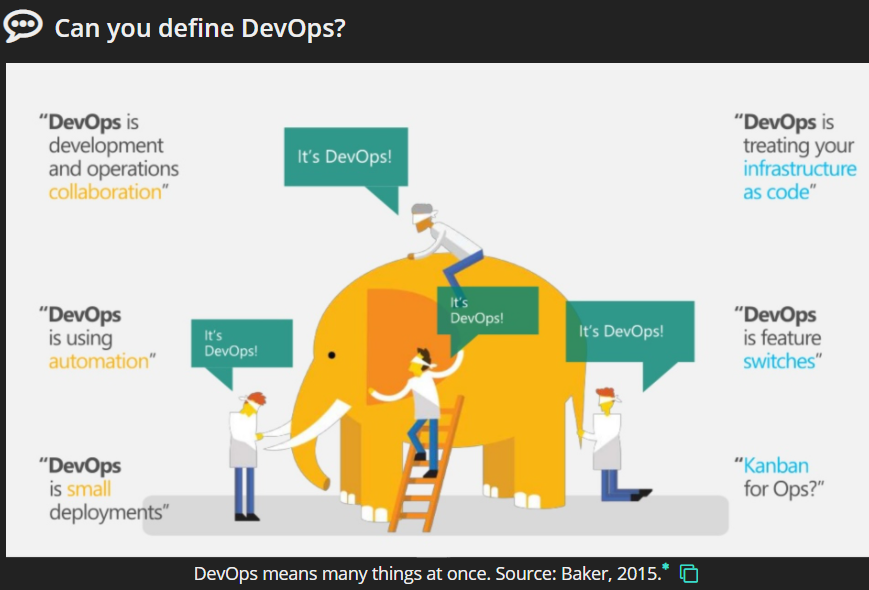 Can you define DevOps?
“DevOps is
development
and operations
collaboration”
It's DevOps!
“DevOps is
treating your
infrastructure
as code”
“DevOps
is using
automation”
It's
DevOps!
It's
DevOps!
It's DevOps!
“DevOps
is feature
switches”
“DevOps
is small
deployments”
“Kanban
for Ops?”
DevOps means many things at once. Source: Baker, 2015.*